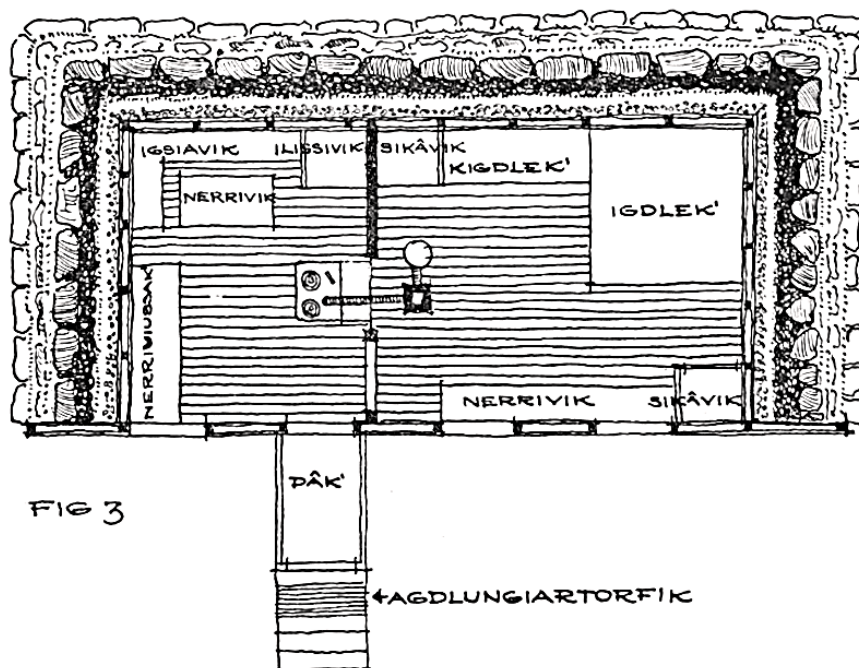 IGSIAVIK ILISSIVIK SIKÂVIK
KIGDLEK'
NERRIVIK
IGDLEK'
NERRIVIUSSAK
NERRIVIK SIKÂVIK
PÂK'
FIG 3
AGDLUNGIARTORFIK